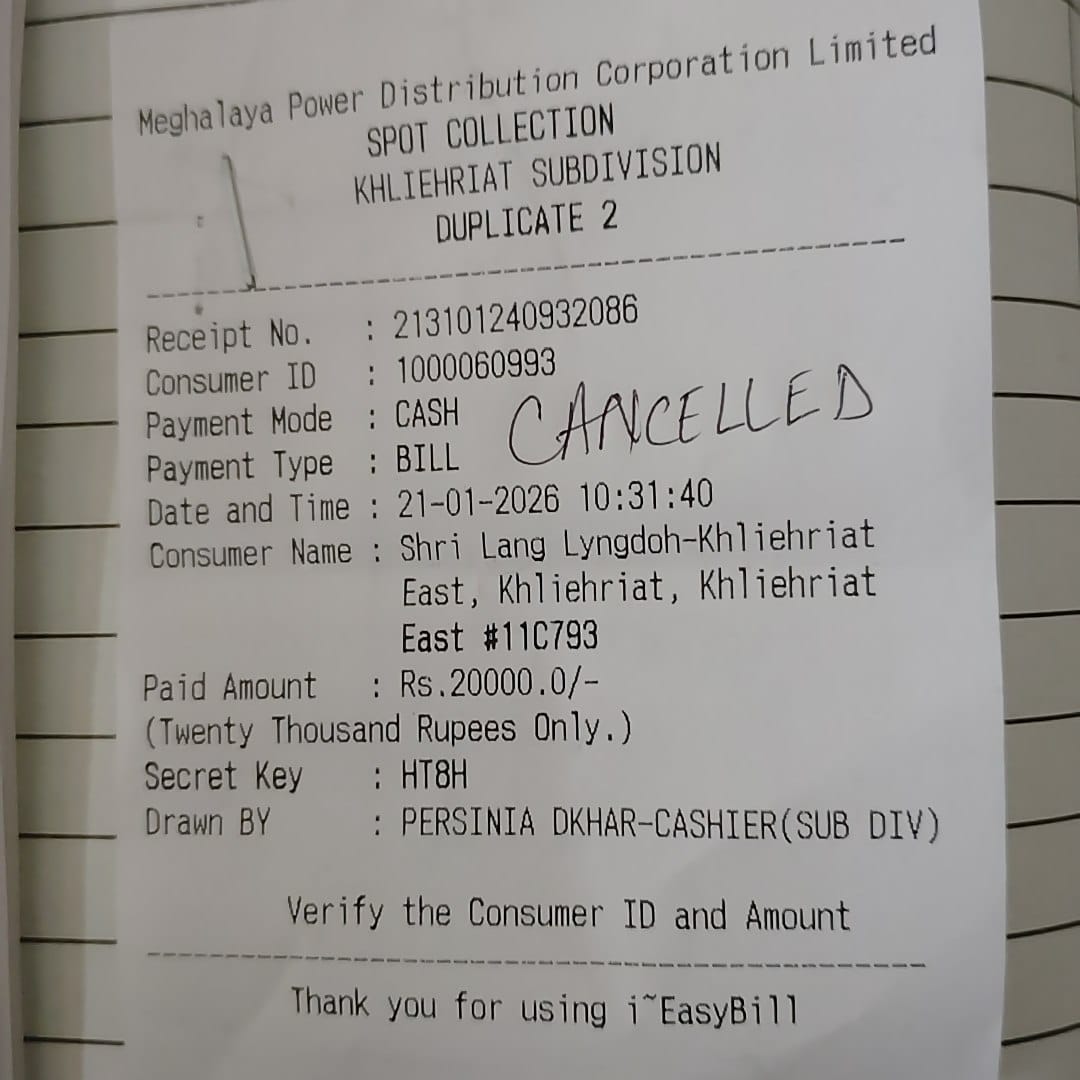 Meghalaya Power Distribution Corporation Limited
SPOT COLLECTION
KHLIEHRIAT SUBDIVISION
DUPLICATE 2
Receipt No. : 213101240932086
Consumer ID : 1000060993
Payment Mode : CASH
CANCELLED
Payment Type : BILL
Date and Time : 21-01-2026 10:31:40
Consumer Name : Shri Lang Lyngdoh-Khliehriat
East, Khliehriat, Khliehriat
East #11C793
Paid Amount : Rs.20000.0/-
(Twenty Thousand Rupees Only.)
Secret Key : HT8H
Drawn BY : PERSINIA DKHAR-CASHIER(SUB DIV)
Verify the Consumer ID and Amount
Thank you for using i~EasyBill